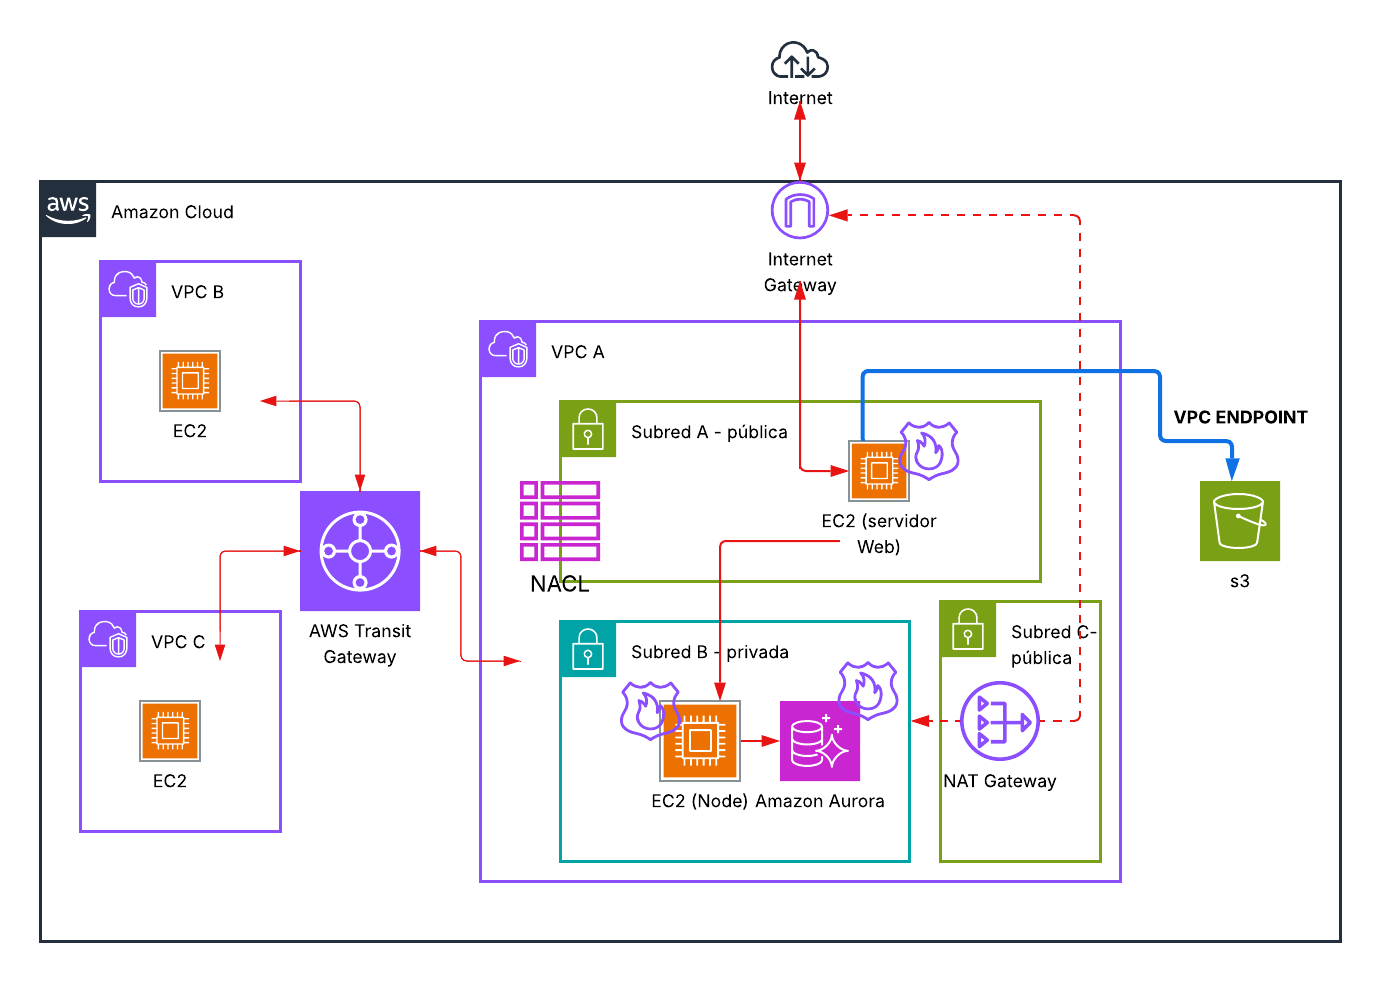 Internet
aws
Amazon Cloud
Internet
Gateway
VPC B
EC2
VPC A
VPC ENDPOINT
Subred A - pública
EC2 (servidor
Web)
NACL
s3
AWS Transit
Gateway
VPC C
EC2
Subred B - privada
Subred C-
pública
EC2 (Node)
Amazon Aurora
NAT Gateway